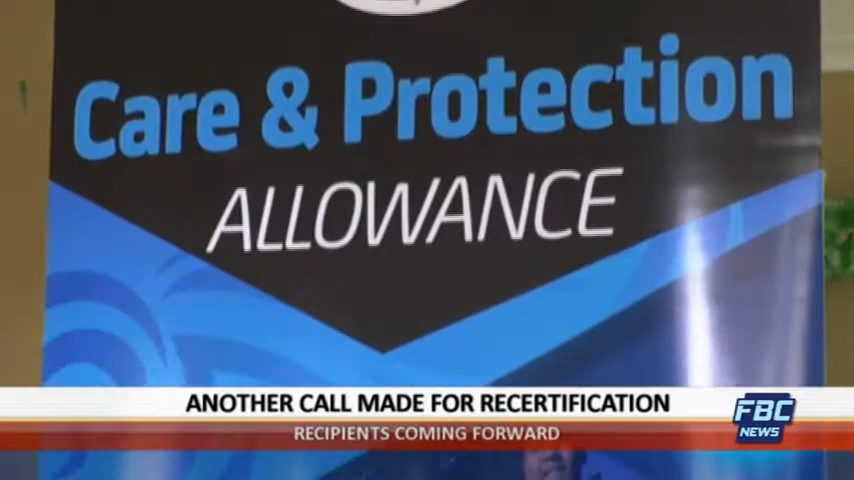 Care & Protection
ALLOWANCE
ANOTHER CALL MADE FOR RECERTIFICATION
RECIPIENTS COMING FORWARD
FBC
NEWS